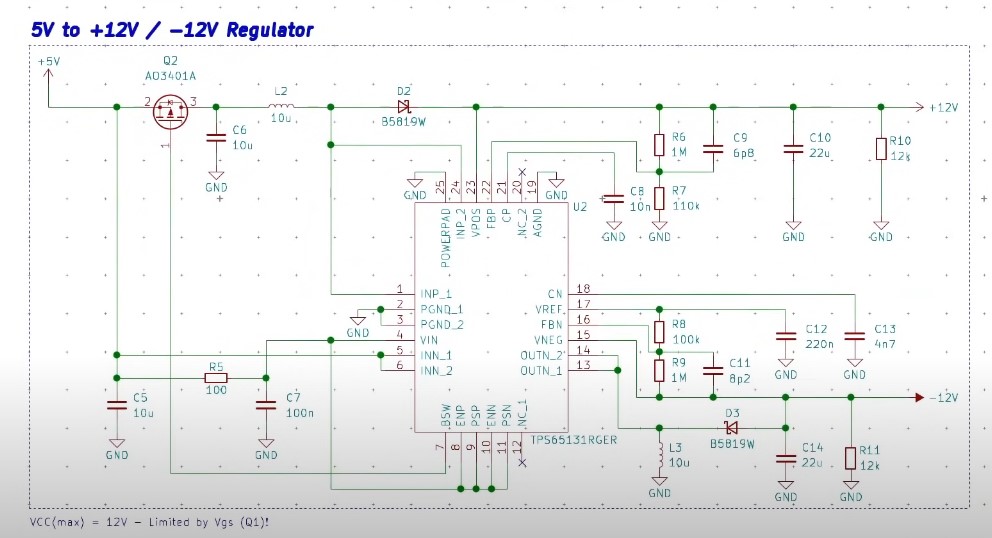 5V to +12V / -12V Regulator
+5V
Q2
AO3401A
2
3
1
C6
10u
GND
L2
10u
D2
B5819W
+12V
R6
1M
C9
6p8
C10
22u
R10
12k
R7
110k
C8
10n
GND
GND
GND
GND
GND
GND
25
24
23
22
21
20
19
U2
POWERPAD
INP_2
VPOS
FBP
CP
NC_2
AGND
1
INP_1
2
PGND_1
3
PGND_2
4
VIN
5
INN_1
6
INN_2
GND
CN
18
VREF
17
FBN
16
VNEG
15
OUTN_2
14
OUTN_1
13
BSW
ENP
PSP
ENN
PSN
NC_1
7
8
9
10
11
12
TPS65131RGER
R5
100
C5
10u
GND
C7
100n
GND
R8
100k
R9
1M
C11
8p2
C12
220n
GND
C13
4n7
GND
-12V
D3
B5819W
L3
10u
GND
C14
22u
GND
R11
12k
GND
VCC(max) = 12V - Limited by Vgs (Q1)!